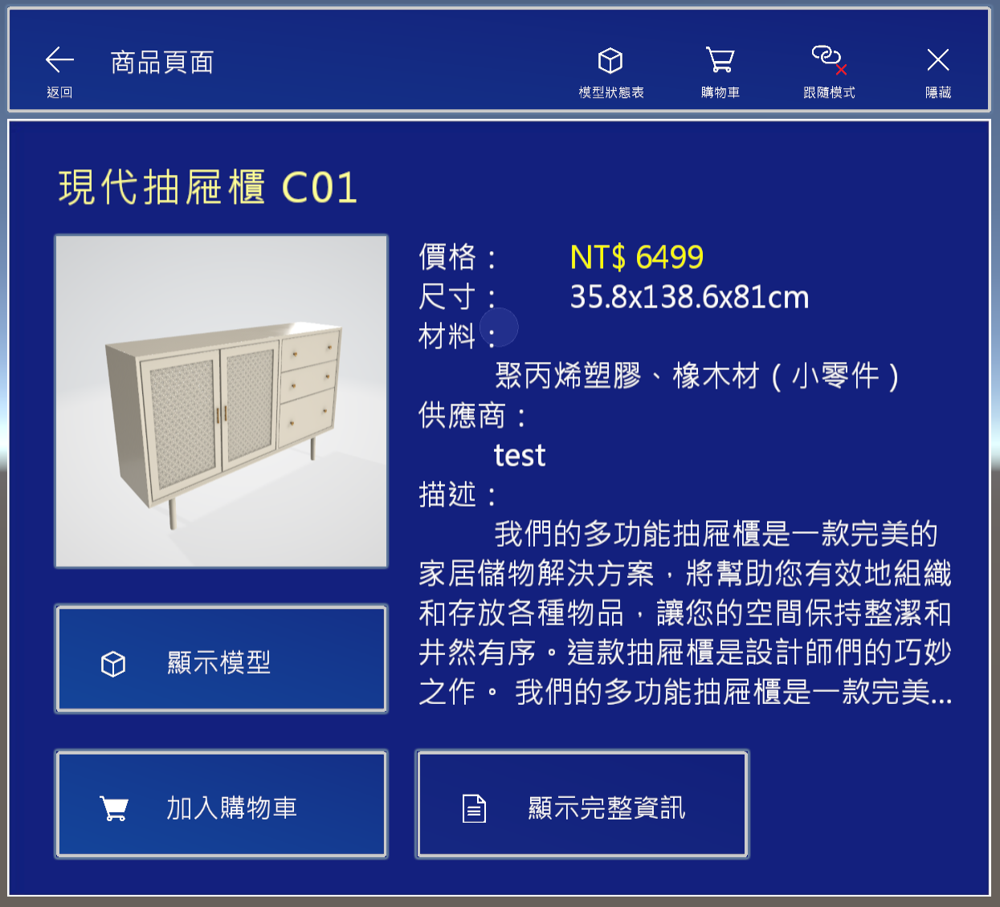 商品頁面
返回
模型狀態表
購物車
跟隨模式
隱藏
現代抽屜櫃 C01
價格： NT$ 6499
尺寸： 35.8x138.6x81cm
材料：
聚丙烯塑膠、橡木材 ( 小零件 )
供應商：
test
描述：
我們的多功能抽屜櫃是一款完美的
家居儲物解決方案，將幫助您有效地組織
和存放各種物品，讓您的空間保持整潔和
井然有序。這款抽屜櫃是設計師們的巧妙
之作。 我們的多功能抽屜櫃是一款完美...
顯示模型
加入購物車
顯示完整資訊